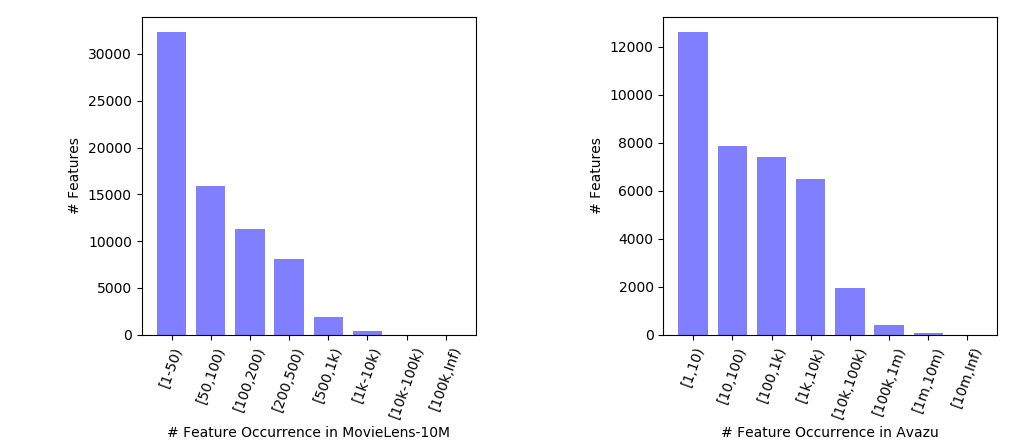 30000
25000
20000
15000
10000
5000
0
# Features
[1-50)
[50,100)
[100,200)
[200,500)
[500,1k)
[1k-10k)
[10k-100k)
[100k,Inf)
# Feature Occurrence in MovieLens-10M
12000
10000
8000
6000
4000
2000
0
# Features
[1,10)
[10,100)
[100,1k)
[1k,10k)
[10k,100k)
[100k,1m)
[1m,10m)
[10m,Inf)
# Feature Occurrence in Avazu